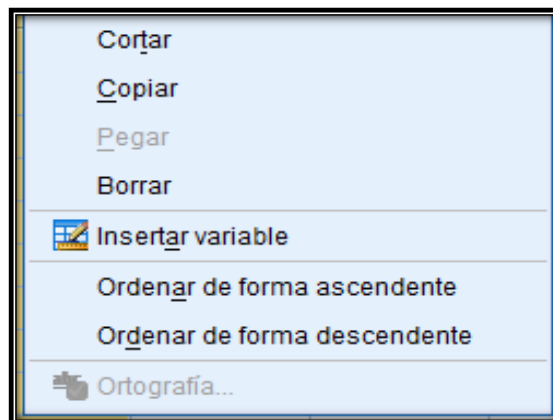 Cortar
Copiar
Pegar
Borrar
Insertar variable
Ordenar de forma ascendente
Ordenar de forma descendente
Ortografía...